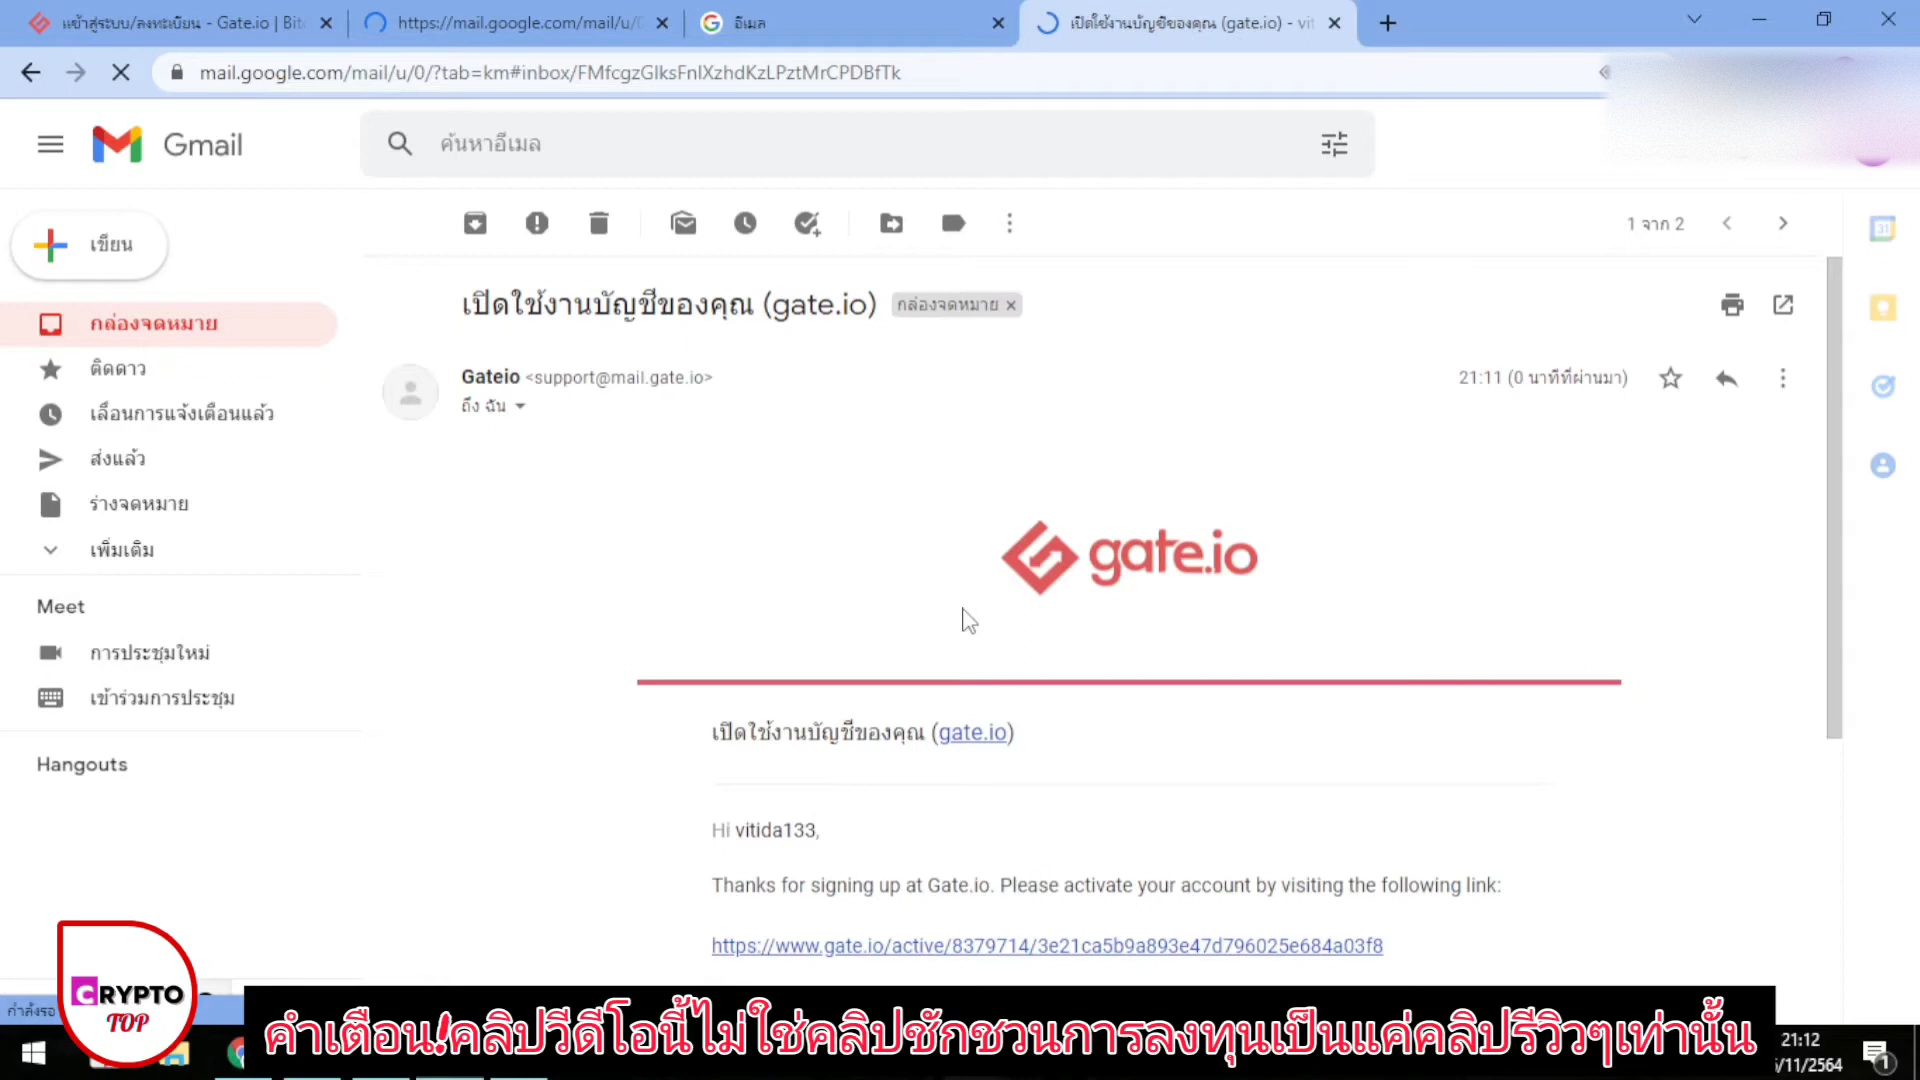 เข้าสู่ระบบ/ลงทะเบียน - Gate.io | Bit
https://mail.google.com/mail/u/0
อีเมล
เปิดใช้งานบัญชีของคุณ (gate.io) - vit
mail.google.com/mail/u/0/?tab=km#inbox/FMfcgzGlksFnlXzhdKzLPztMrCPDBfTk
Gmail
ค้นหาอีเมล
เขียน
1 จาก 2
31
เปิดใช้งานบัญชีของคุณ (gate.io)
กล่องจดหมาย ×
กล่องจดหมาย
ติดดาว
เลื่อนการแจ้งเตือนแล้ว
ส่งแล้ว
ร่างจดหมาย
เพิ่มเติม
Gateio <support@mail.gate.io>
21:11 (0 นาทีที่ผ่านมา)
ถึง ฉัน
gate.io
Meet
การประชุมใหม่
เข้าร่วมการประชุม
Hangouts
เปิดใช้งานบัญชีของคุณ (gate.io)
Hi vitida133,
Thanks for signing up at Gate.io. Please activate your account by visiting the following link:
https://www.gate.io/active/8379714/3e21ca5b9a893e47d796025e684a03f8
CRYPTO
TOP
กำลังรอ
คำเตือน!คลิปวีดีโอนี้ไม่ใช่คลิปชักชวนการลงทุนเป็นแค่คลิปรีวิวๆเท่านั้น
21:12
/11/2564
1